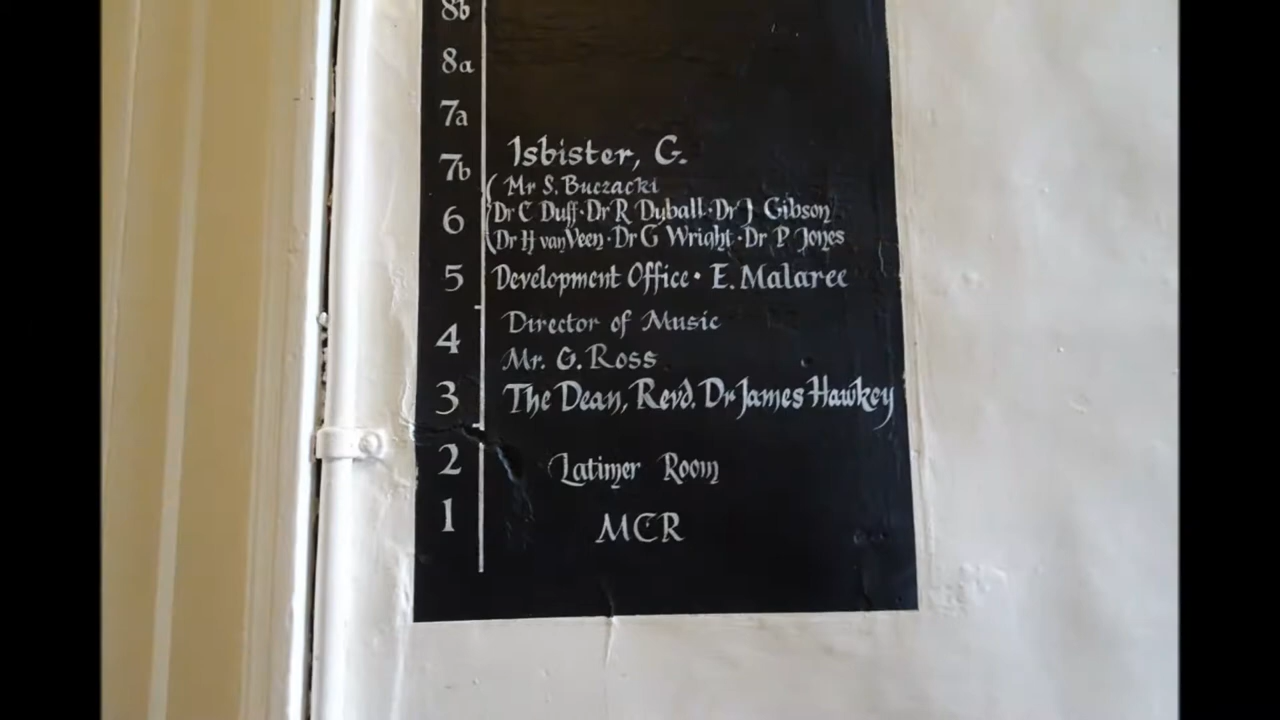 8b
8a
7a
7b Isbister, G.
Mr S. Buczacki
6 Dr C Duff · Dr R Dyball · Dr J Gibson
Dr H van Veen · Dr G Wright · Dr P Jones
5 Development Office · E. Malaree
4 Director of Music
Mr. G. Ross
3 The Dean, Revd. Dr James Hawkey
2 Latimer Room
1 MCR